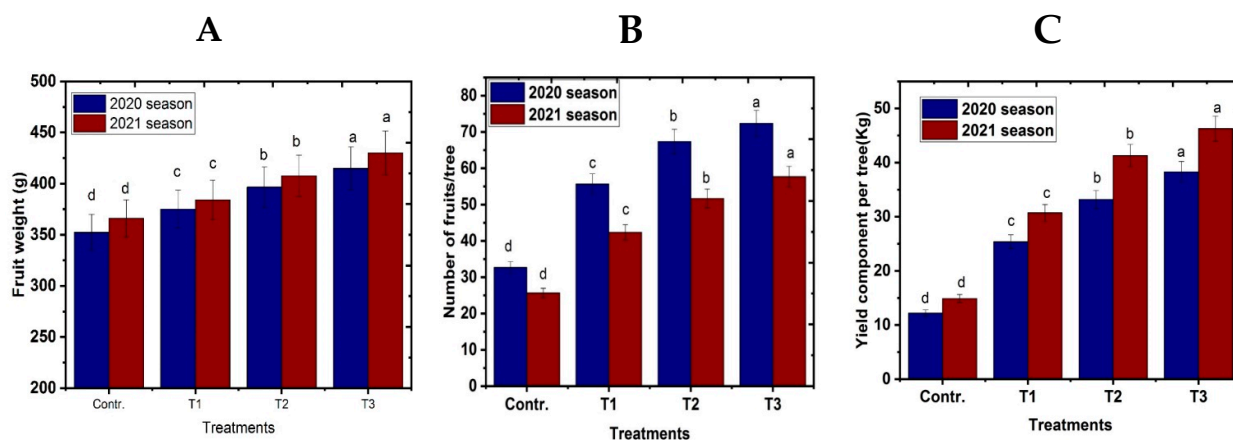 A
B
C
500
450
400
350
300
250
200
Fruit weight (g)
2020 season
2021 season
d d c c b b a a
Contr. T1 T2 T3
Treatments
80
70
60
50
40
30
20
10
0
Number of fruits/tree
2020 season
2021 season
d d c c b b a a
Contr. T1 T2 T3
Treatments
50
40
30
20
10
0
Yield component per tree(Kg)
2020 season
2021 season
d d c c b b a a
Contr. T1 T2 T3
Treatments